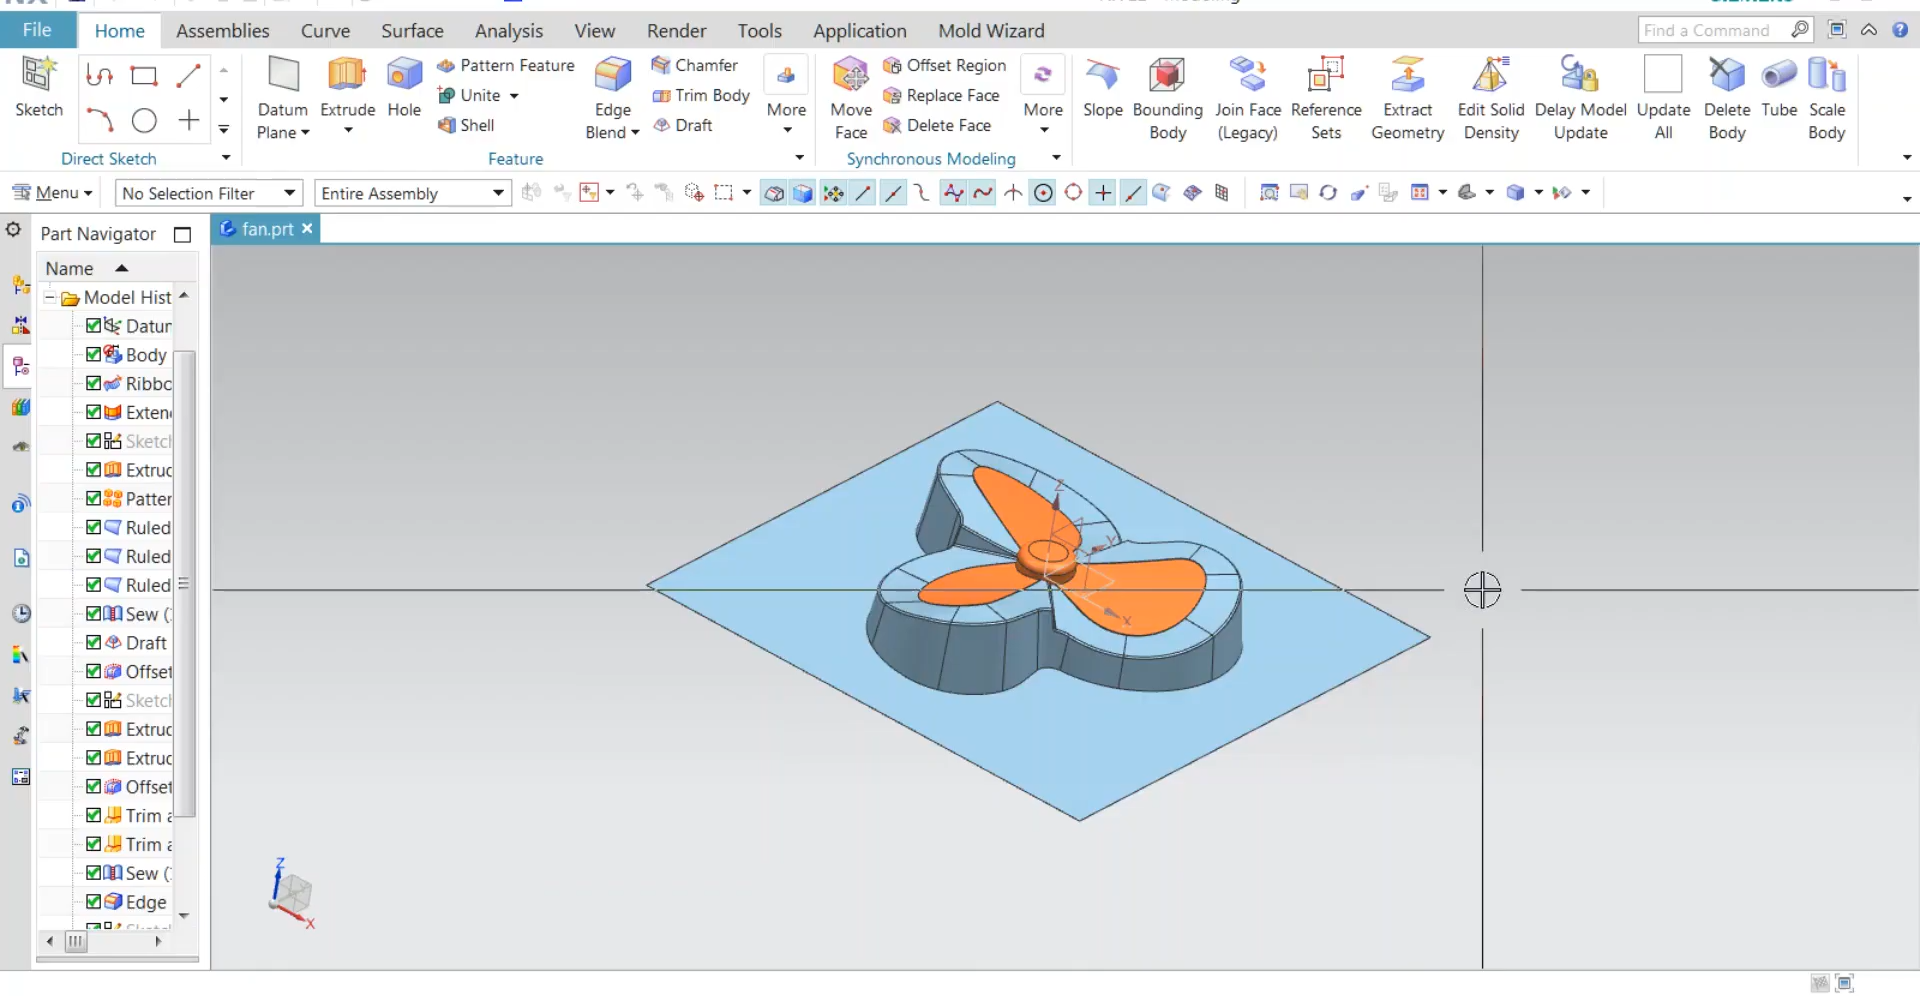 File Home Assemblies Curve Surface Analysis View Render Tools Application Mold Wizard Find a Command
Sketch
Direct Sketch
Datum Plane
Extrude
Hole
Pattern Feature
Unite
Shell
Edge Blend
Chamfer
Trim Body
Draft
More
Feature
Move Face
Offset Region
Replace Face
Delete Face
More
Synchronous Modeling
Slope
Bounding Body
Join Face (Legacy)
Reference Sets
Extract Geometry
Edit Solid Density
Delay Model Update
Update All
Delete Body
Tube
Scale Body
Menu No Selection Filter Entire Assembly
Part Navigator
fan.prt
Name
Model Hist
Datur
Body
Ribbo
Exten
Sketch
Extruc
Patter
Ruled
Ruled
Ruled
Sew (
Draft
Offset
Sketch
Extruc
Extruc
Offset
Trim a
Trim a
Sew (
Edge
Z
Y
X
Z
X